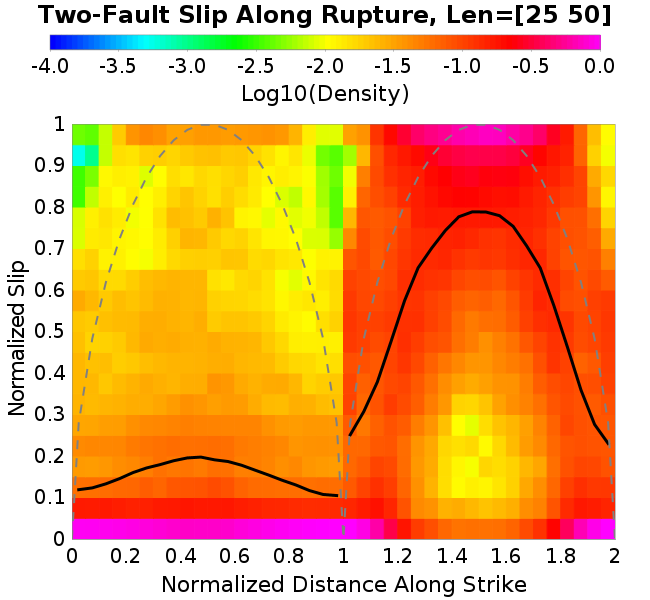 Two-Fault Slip Along Rupture, Len=[25 50]
-4.0 -3.5 -3.0 -2.5 -2.0 -1.5 -1.0 -0.5 0.0
Log10(Density)
1
0.9
0.8
0.7
0.6
0.5
0.4
0.3
0.2
0.1
0
Normalized Slip
0 0.2 0.4 0.6 0.8 1 1.2 1.4 1.6 1.8 2
Normalized Distance Along Strike